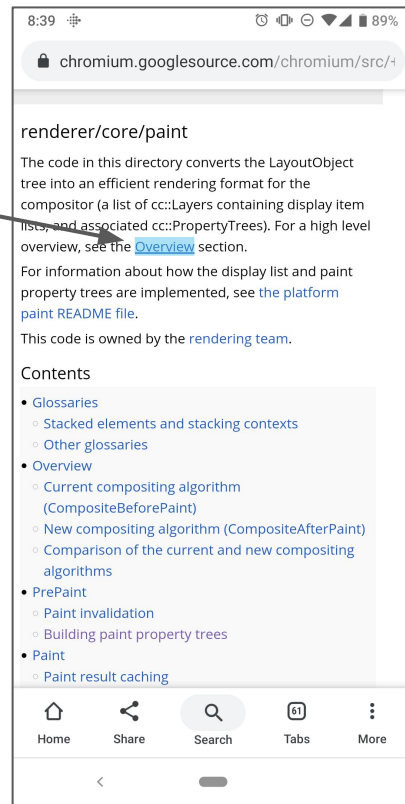 8:39 89%
chromium.googlesource.com/chromium/src/+
renderer/core/paint
The code in this directory converts the LayoutObject
tree into an efficient rendering format for the
compositor (a list of cc::Layers containing display item
lists, and associated cc::PropertyTrees). For a high level
overview, see the Overview section.
For information about how the display list and paint
property trees are implemented, see the platform
paint README file.
This code is owned by the rendering team.
Contents
• Glossaries
◦ Stacked elements and stacking contexts
◦ Other glossaries
• Overview
◦ Current compositing algorithm
(CompositeBeforePaint)
◦ New compositing algorithm (CompositeAfterPaint)
◦ Comparison of the current and new compositing
algorithms
• PrePaint
◦ Paint invalidation
◦ Building paint property trees
• Paint
◦ Paint result caching
61
Home Share Search Tabs More